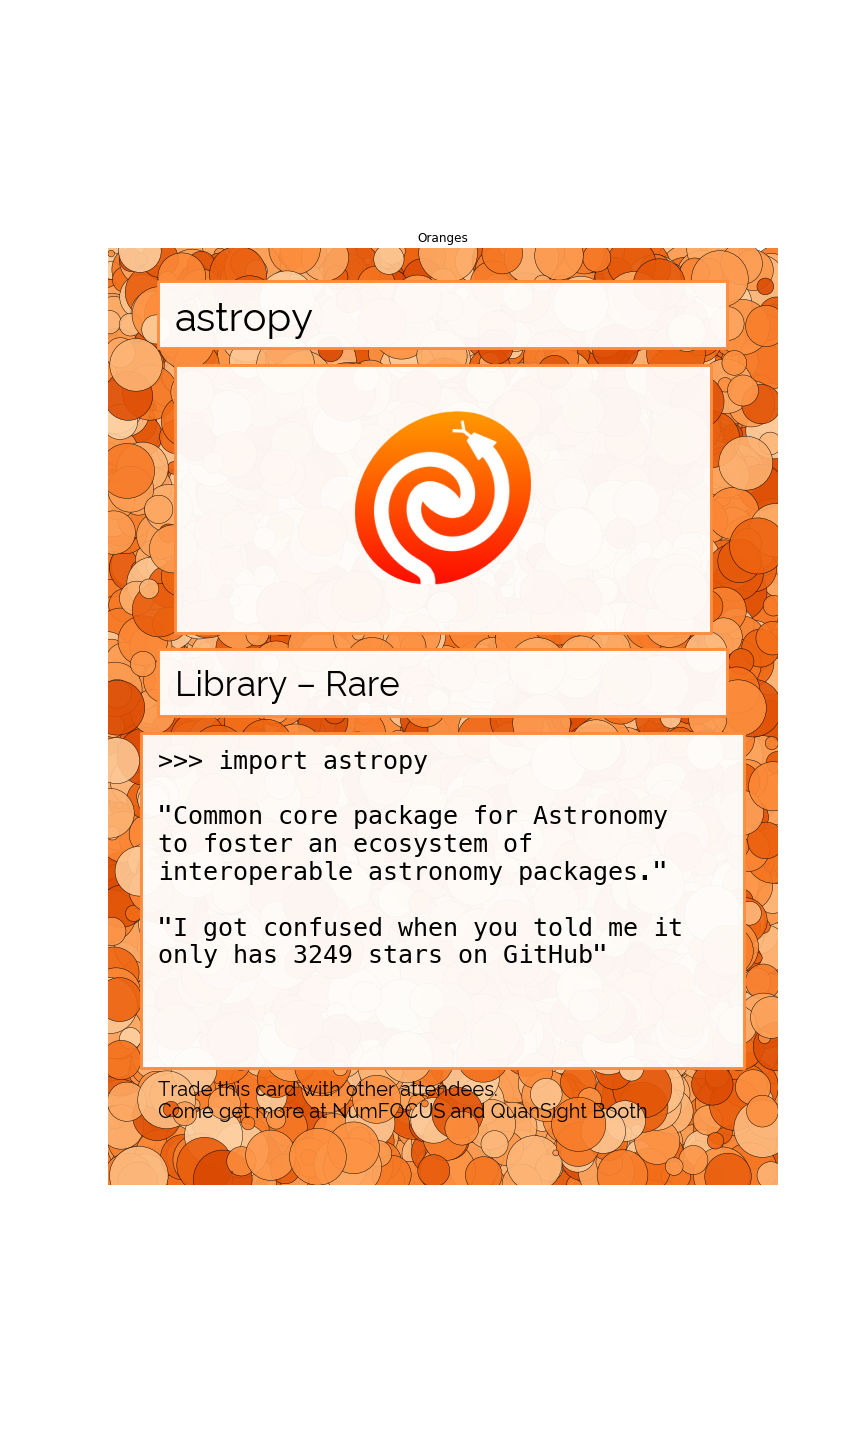 Oranges
astropy
Library – Rare
>>> import astropy
"Common core package for Astronomy
to foster an ecosystem of
interoperable astronomy packages."
"I got confused when you told me it
only has 3249 stars on GitHub"
Trade this card with other attendees.
Come get more at NumFOCUS and QuanSight Booth